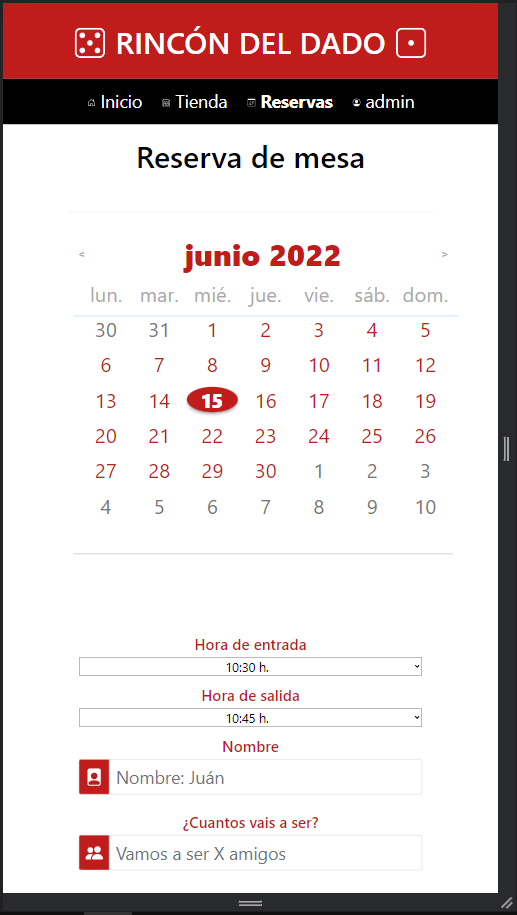 RINCÓN DEL DADO
Inicio Tienda Reservas admin
Reserva de mesa
< junio 2022 >
lun. mar. mié. jue. vie. sáb. dom.
30 31 1 2 3 4 5
6 7 8 9 10 11 12
13 14 15 16 17 18 19
20 21 22 23 24 25 26
27 28 29 30 1 2 3
4 5 6 7 8 9 10
Hora de entrada
10:30 h.
Hora de salida
10:45 h.
Nombre
Nombre: Juán
¿Cuantos vais a ser?
Vamos a ser X amigos